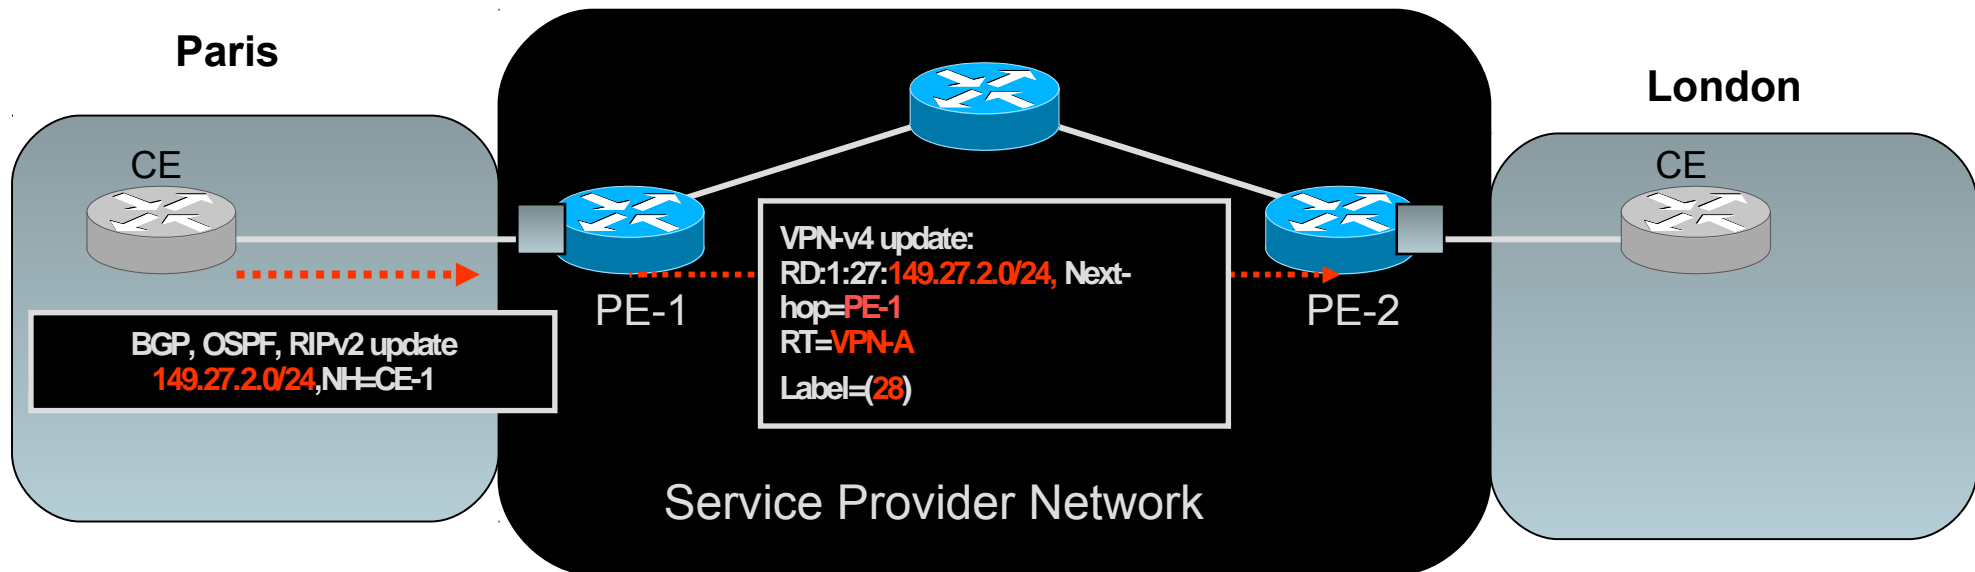 Paris
London
CE
CE
PE-1
PE-2
BGP, OSPF, RIPv2 update
149.27.2.0/24,NH=CE-1
VPN-v4 update:
RD:1:27:149.27.2.0/24, Next-
hop=PE-1
RT=VPN-A
Label=(28)
Service Provider Network